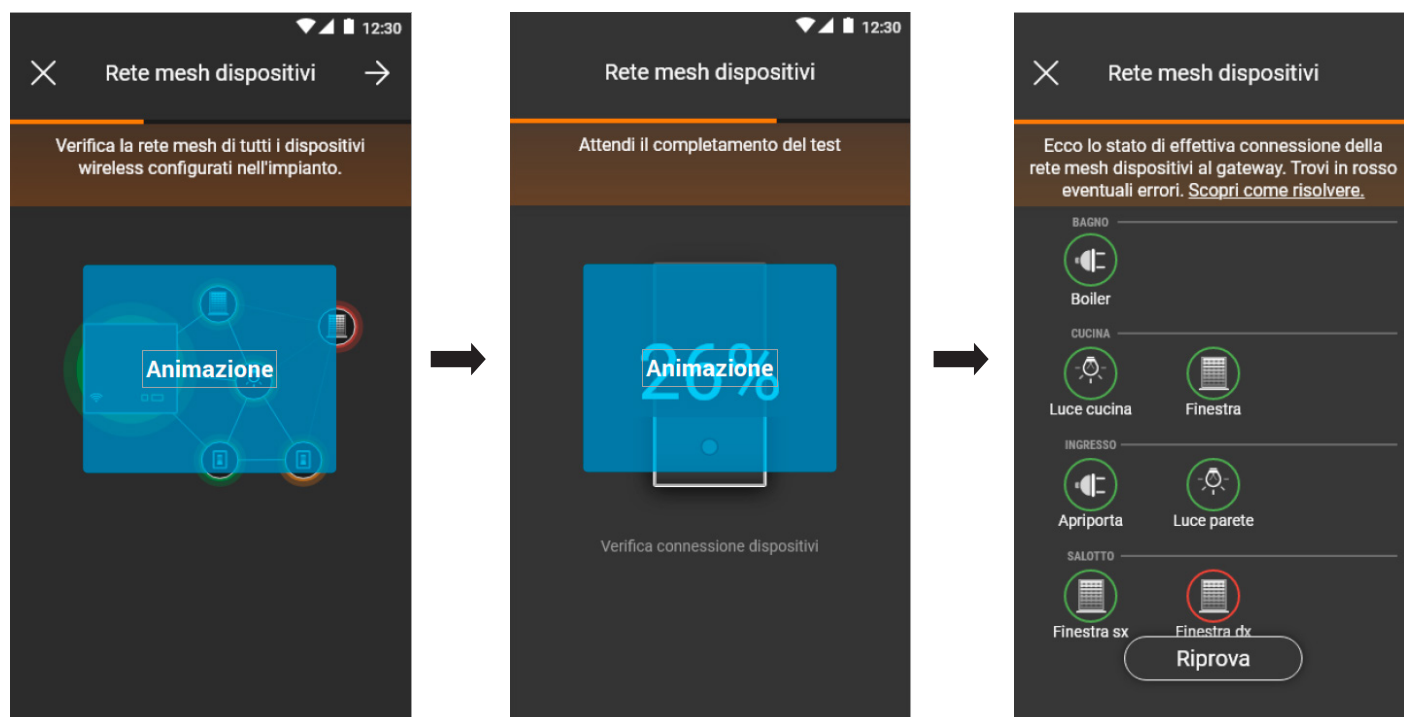 12:30
Rete mesh dispositivi
Verifica la rete mesh di tutti i dispositivi
wireless configurati nell'impianto.
Animazione
12:30
Rete mesh dispositivi
Attendi il completamento del test
26%
Animazione
Verifica connessione dispositivi
Rete mesh dispositivi
Ecco lo stato di effettiva connessione della
rete mesh dispositivi al gateway. Trovi in rosso
eventuali errori. Scopri come risolvere.
BAGNO
Boiler
CUCINA
Luce cucina Finestra
INGRESSO
Apriporta Luce parete
SALOTTO
Finestra sx Finestra dx
Riprova